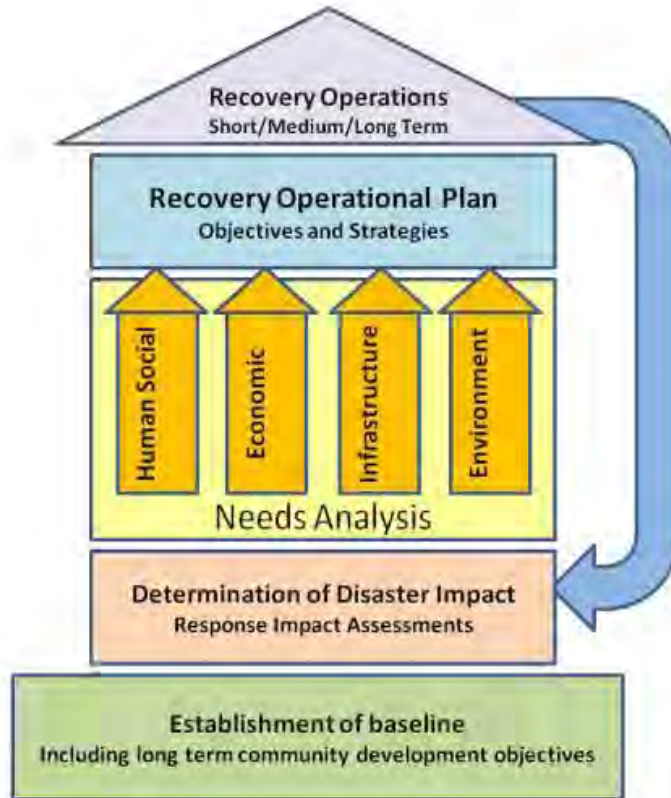 Recovery Operations
Short/Medium/Long Term
Recovery Operational Plan
Objectives and Strategies
Human Social
Economic
Infrastructure
Environment
Needs Analysis
Determination of Disaster Impact
Response Impact Assessments
Establishment of baseline
Including long term community development objectives